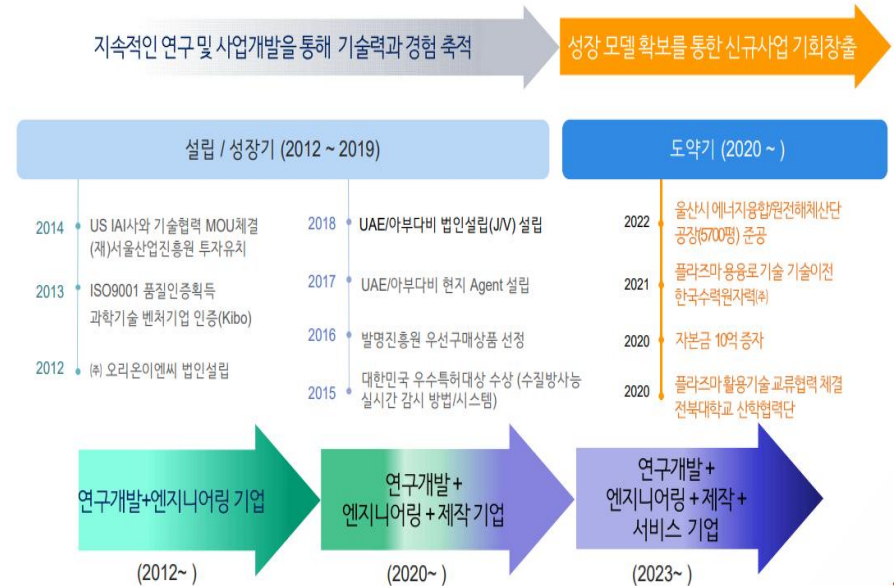 지속적인 연구 및 사업개발을 통해 기술력과 경험 축적
성장 모델 확보를 통한 신규사업 기회창출
설립 / 성장기 (2012 ~ 2019)
도약기 (2020 ~ )
2014 US IAI사와 기술협력 MOU체결
(재)서울산업진흥원 투자유치
2013 ISO9001 품질인증획득
과학기술 벤처기업 인증(Kibo)
2012 ㈜ 오리온이엔씨 법인설립
2018 UAE/아부다비 법인설립(J/V) 설립
2017 UAE/아부다비 현지 Agent 설립
2016 발명진흥원 우선구매상품 선정
2015 대한민국 우수특허대상 수상 (수질방사능
실시간 감시 방법/시스템)
2022 울산시 에너지융합/원전해체산단
공장(5700평) 준공
2021 플라즈마 용융로 기술 기술이전
한국수력원자력㈜
2020 자본금 10억 증자
2020 플라즈마 활용기술 교류협력 체결
전북대학교 산학협력단
연구개발+엔지니어링 기업
(2012~ )
연구개발 +
엔지니어링 + 제작 기업
(2020~ )
연구개발 +
엔지니어링 + 제작 +
서비스 기업
(2023~ )